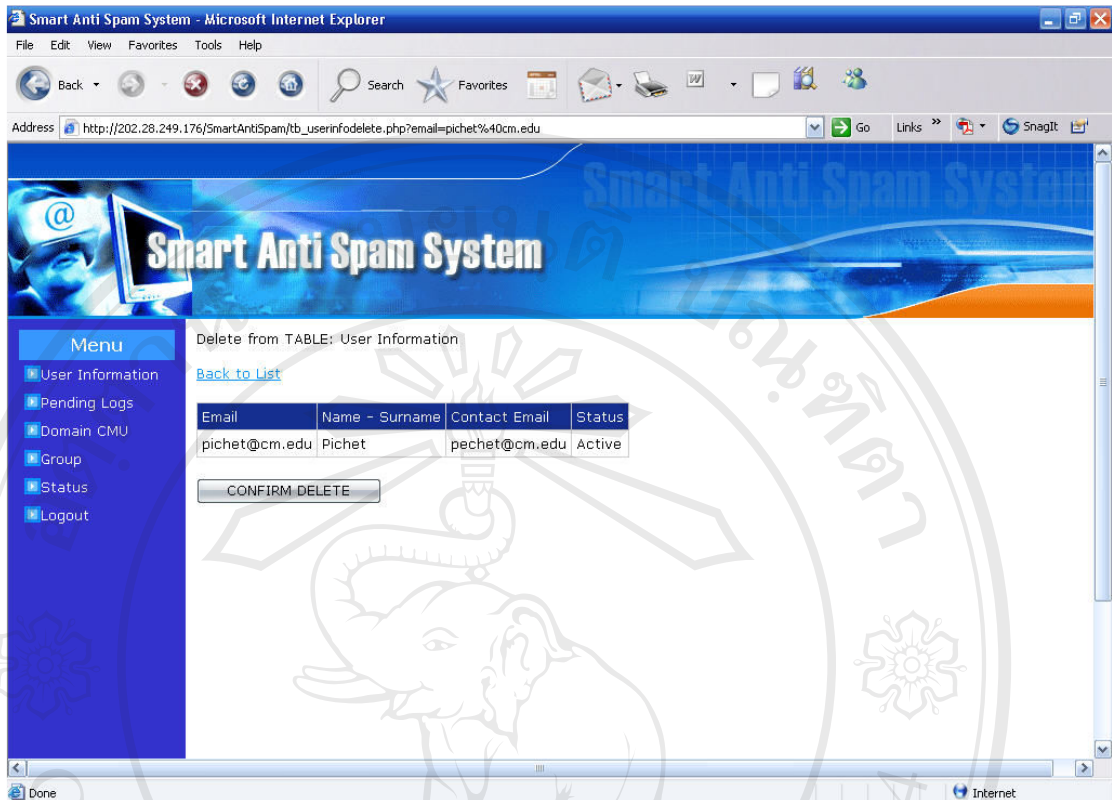 Smart Anti Spam System - Microsoft Internet Explorer
File Edit View Favorites Tools Help
Back Search Favorites
Address http://202.28.249.176/SmartAntiSpam/tb_userinfodelete.php?email=pichet%40cm.edu Go Links » SnagIt
Smart Anti Spam System
@
Smart Anti Spam System
Menu
User Information
Pending Logs
Domain CMU
Group
Status
Logout
Delete from TABLE: User Information
Back to List
Email Name - Surname Contact Email Status
pichet@cm.edu Pichet pechet@cm.edu Active
CONFIRM DELETE
Done Internet